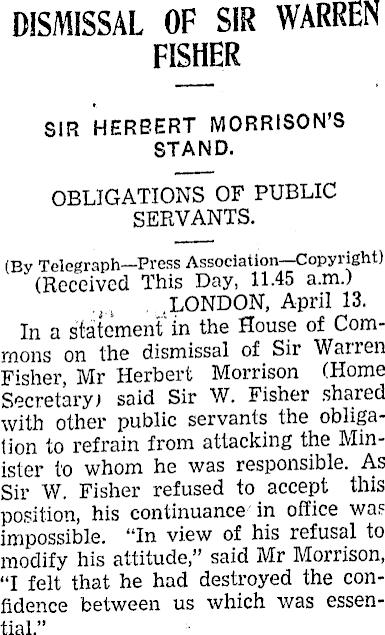 DISMISSAL OF SIR WARREN
FISHER
SIR HERBERT MORRISON'S
STAND.
OBLIGATIONS OF PUBLIC
SERVANTS.
(By Telegraph—Press Association—Copyright)
(Received This Day, 11.45 a.m.)
LONDON, April 13.
In a statement in the House of Com-
mons on the dismissal of Sir Warren
Fisher, Mr Herbert Morrison (Home
Secretary) said Sir W. Fisher shared
with other public servants the obliga-
tion to refrain from attacking the Min-
ister to whom he was responsible. As
Sir W. Fisher refused to accept this
position, his continuance in office was
impossible. "In view of his refusal to
modify his attitude," said Mr Morrison,
"I felt that he had destroyed the con-
fidence between us which was essen-
tial."